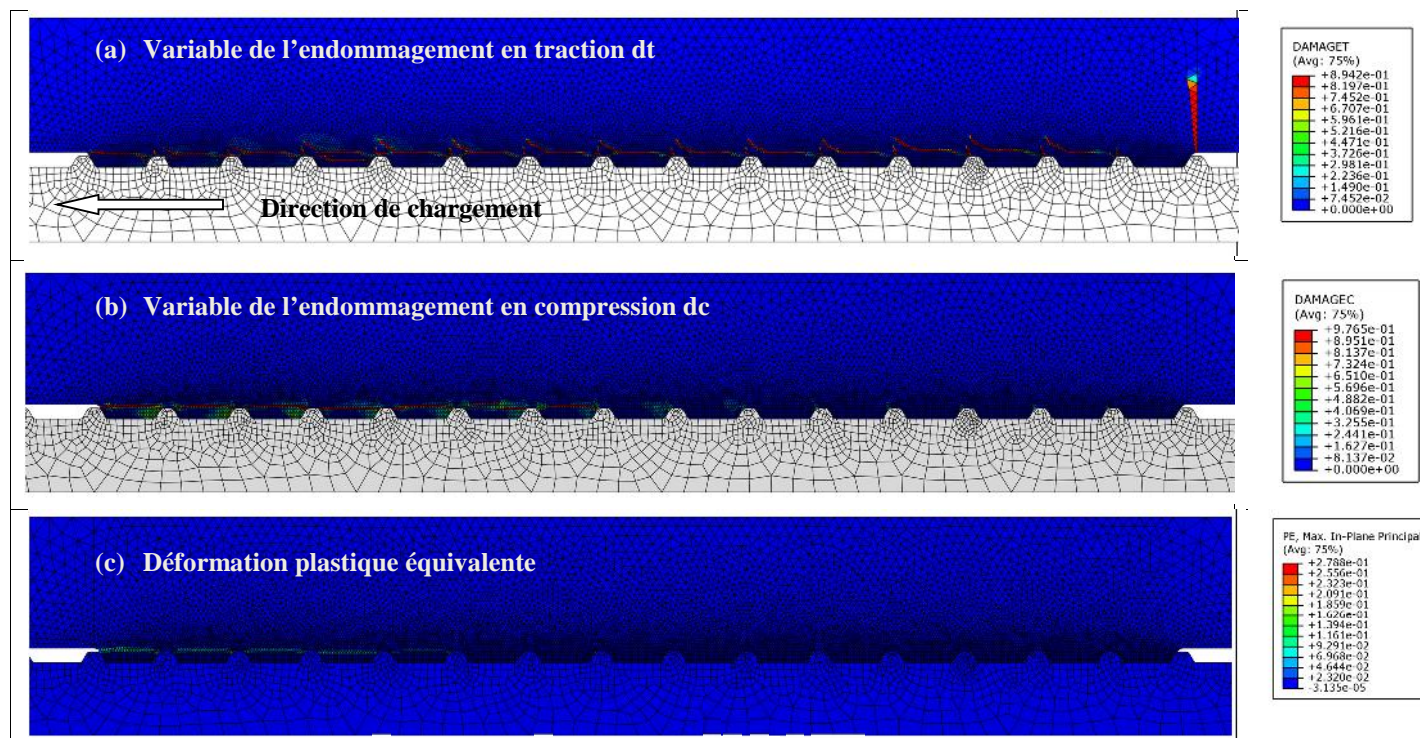 (a) Variable de l’endommagement en traction dt
Direction de chargement
DAMAGET
(Avg: 75%)
+8.942e-01
+8.197e-01
+7.452e-01
+6.707e-01
+5.961e-01
+5.216e-01
+4.471e-01
+3.726e-01
+2.981e-01
+2.236e-01
+1.490e-01
+7.452e-02
+0.000e+00
(b) Variable de l’endommagement en compression dc
DAMAGEC
(Avg: 75%)
+9.765e-01
+8.951e-01
+8.137e-01
+7.324e-01
+6.510e-01
+5.696e-01
+4.882e-01
+4.069e-01
+3.255e-01
+2.441e-01
+1.627e-01
+8.137e-02
+0.000e+00
(c) Déformation plastique équivalente
PE, Max. In-Plane Principal
(Avg: 75%)
+2.788e-01
+2.556e-01
+2.323e-01
+2.091e-01
+1.859e-01
+1.626e-01
+1.394e-01
+1.161e-01
+9.291e-02
+6.968e-02
+4.644e-02
+2.320e-02
-3.135e-05